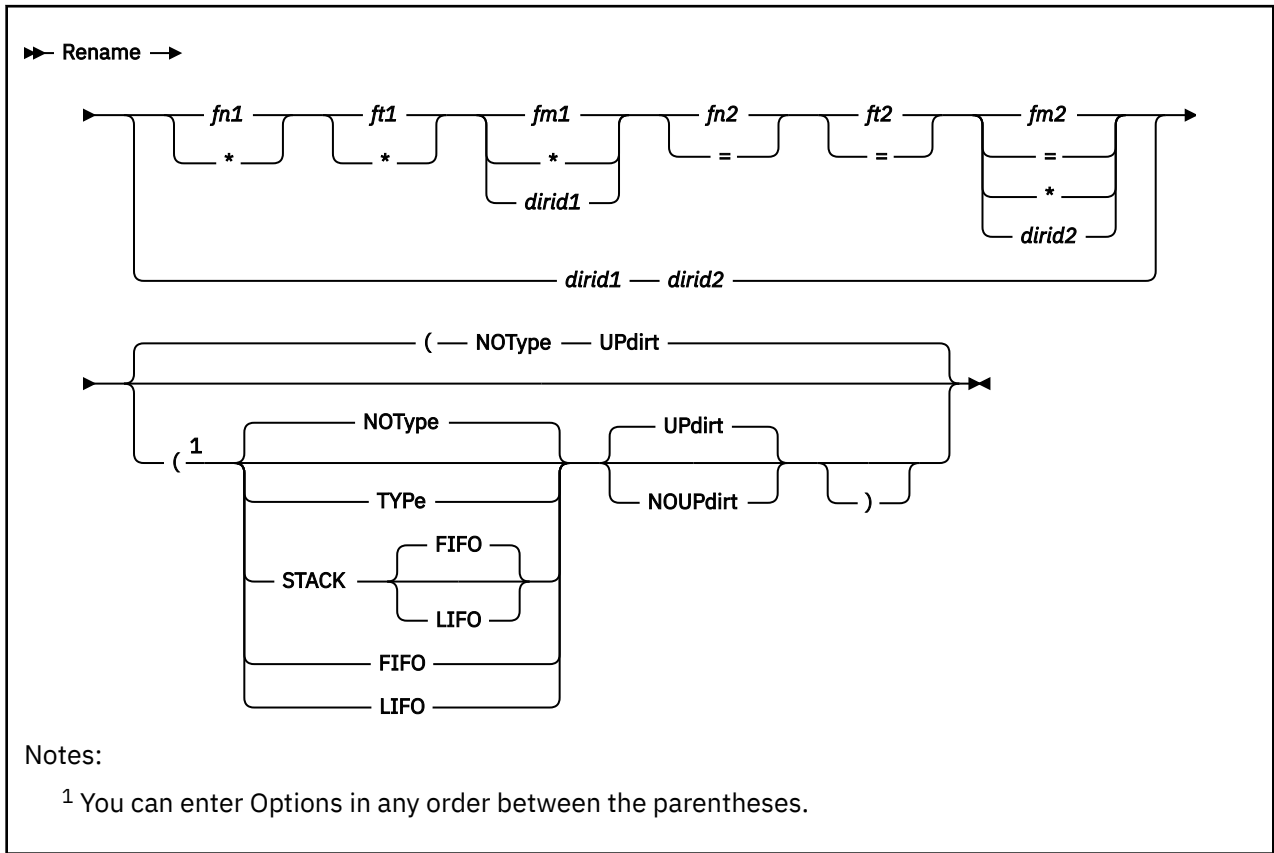 Rename
fn1 ft1 fm1 fn2 ft2 fm2
* * * = = =
dirid1 *
dirid2
dirid1 dirid2
( NOType UPdirt
NOType UPdirt
( 1
TYPe NOUPdirt )
FIFO
STACK
LIFO
FIFO
LIFO
Notes:
1 You can enter Options in any order between the parentheses.